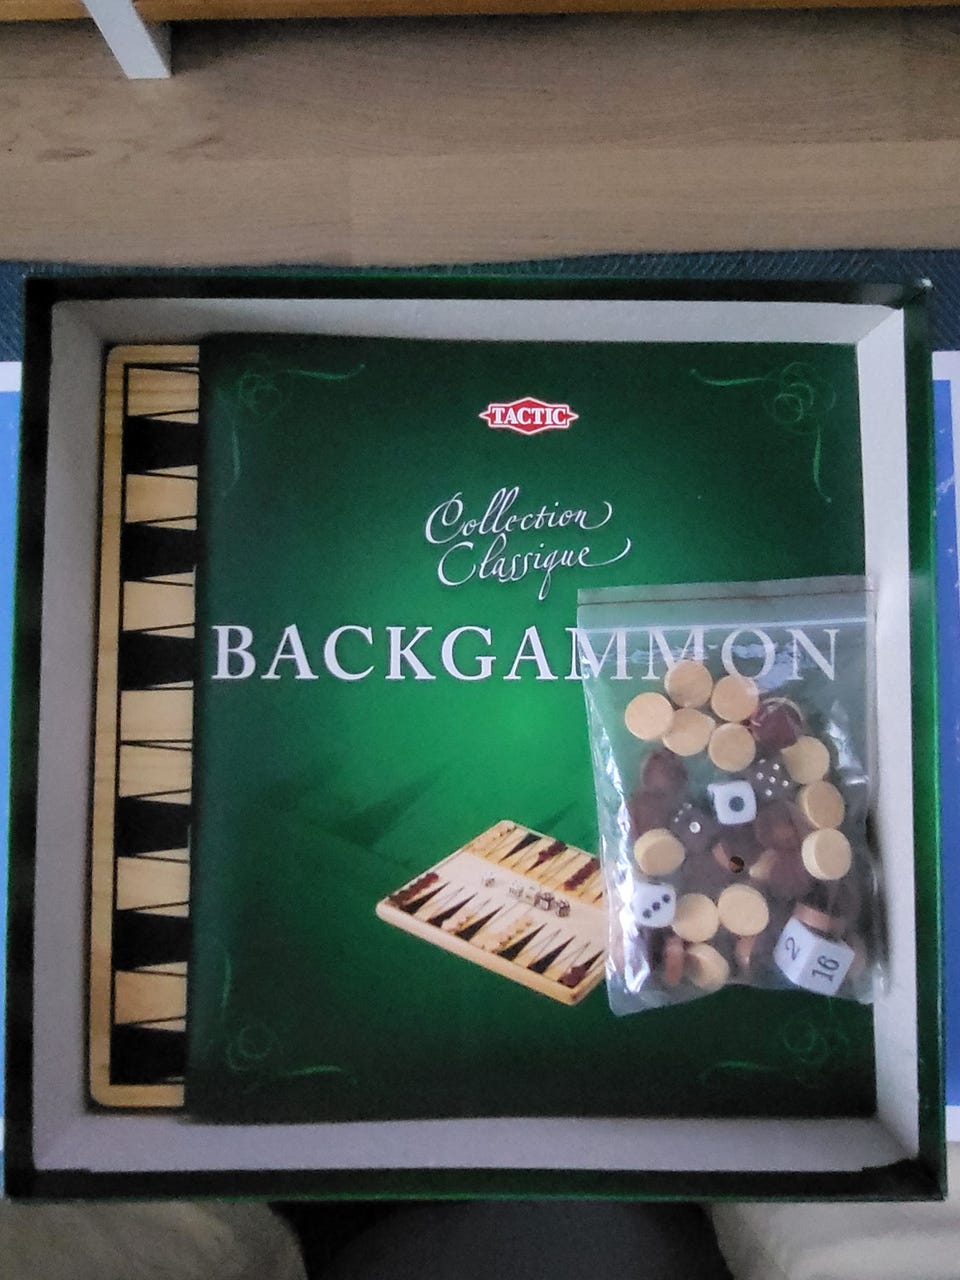 TACTIC
Collection
Classique
BACKGAMMON
2
16